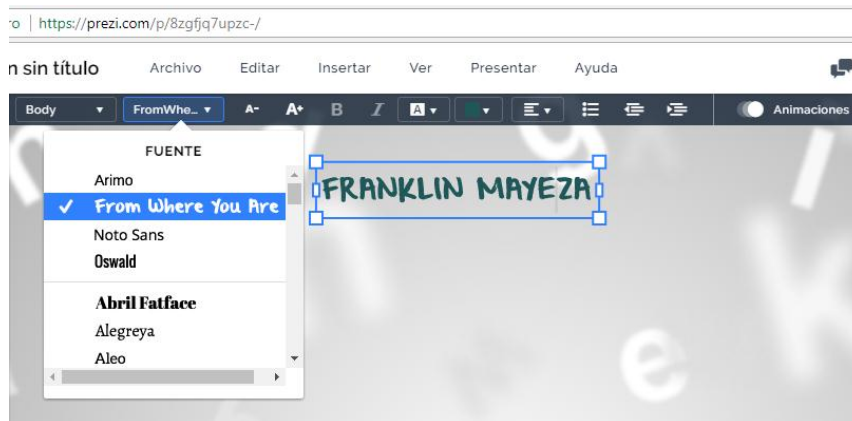 ro | https://prezi.com/p/8zgfjq7upzc-/
n sin título Archivo Editar Insertar Ver Presentar Ayuda
Body FromWhe... A- A+ B I A Animaciones
FUENTE
Arimo
✓ From Where You Are
Noto Sans
Oswald
Abril Fatface
Alegreya
Aleo
FRANKLIN MAYEZA